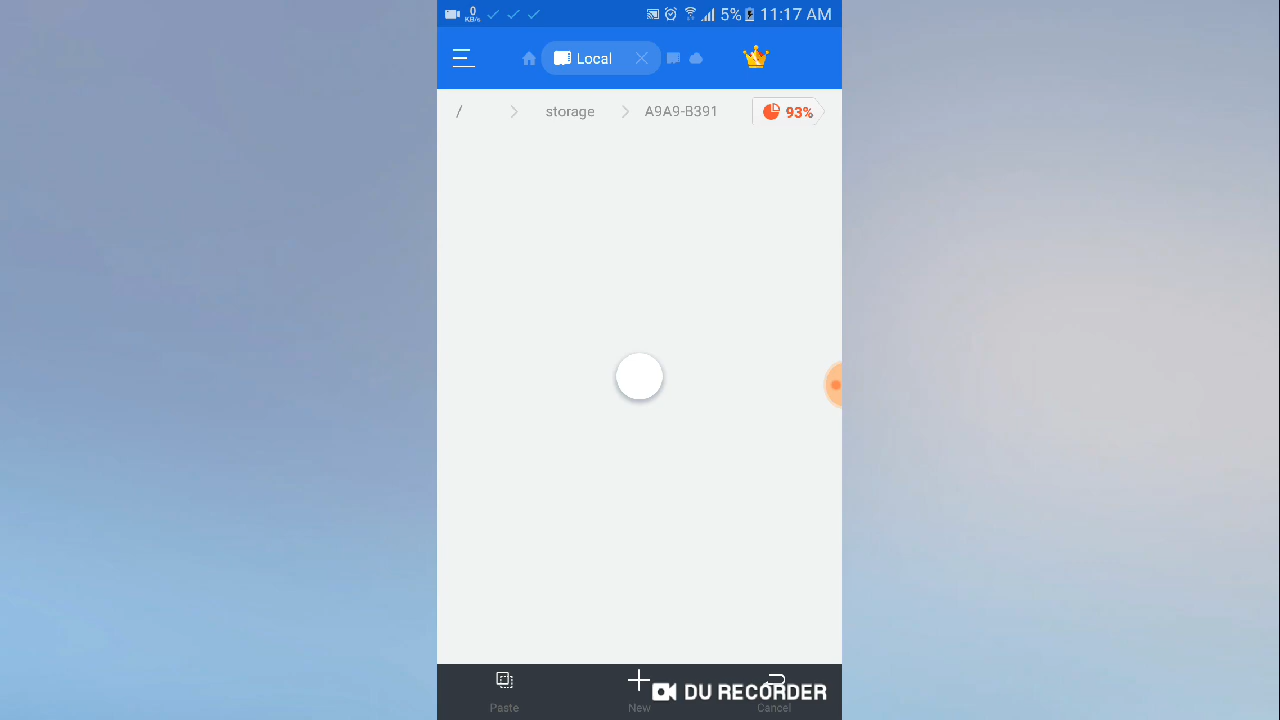 0 KB/s 5% 11:17 AM
Local
/ storage A9A9-B391 93%
Paste New Cancel
DU RECORDER